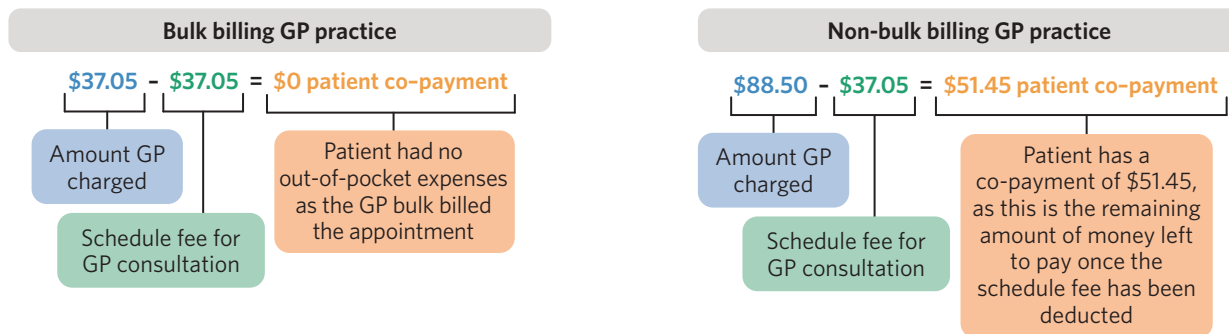 Bulk billing GP practice
$37.05 - $37.05 = $0 patient co-payment
Amount GP
charged
Schedule fee for
GP consultation
Patient had no
out-of-pocket expenses
as the GP bulk billed
the appointment
Non-bulk billing GP practice
$88.50 - $37.05 = $51.45 patient co-payment
Amount GP
charged
Schedule fee for
GP consultation
Patient has a
co-payment of $51.45,
as this is the remaining
amount of money left
to pay once the
schedule fee has been
deducted